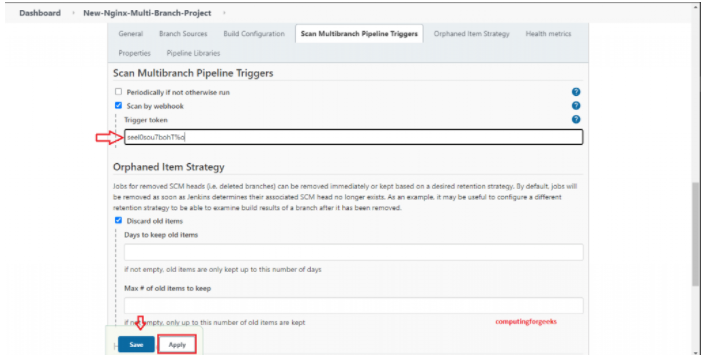 Dashboard New-Nginx-Multi-Branch-Project
General Branch Sources Build Configuration Scan Multibranch Pipeline Triggers Orphaned Item Strategy Health metrics
Properties Pipeline Libraries
Scan Multibranch Pipeline Triggers
Periodically if not otherwise run
Scan by webhook
Trigger token
Orphaned Item Strategy
Jobs for removed SCM heads (i.e. deleted branches) can be removed immediately or kept based on a desired retention strategy. By default, jobs will
be removed as soon as Jenkins determines their associated SCM head no longer exists. As an example, it may be useful to configure a different
retention strategy to be able to examine build results of a branch after it has been removed.
Discard old items
Days to keep old items
if not empty, old items are only kept up to this number of days
Max # of old items to keep
if not empty, only up to this number of old items are kept
computingforgeeks
Save Apply